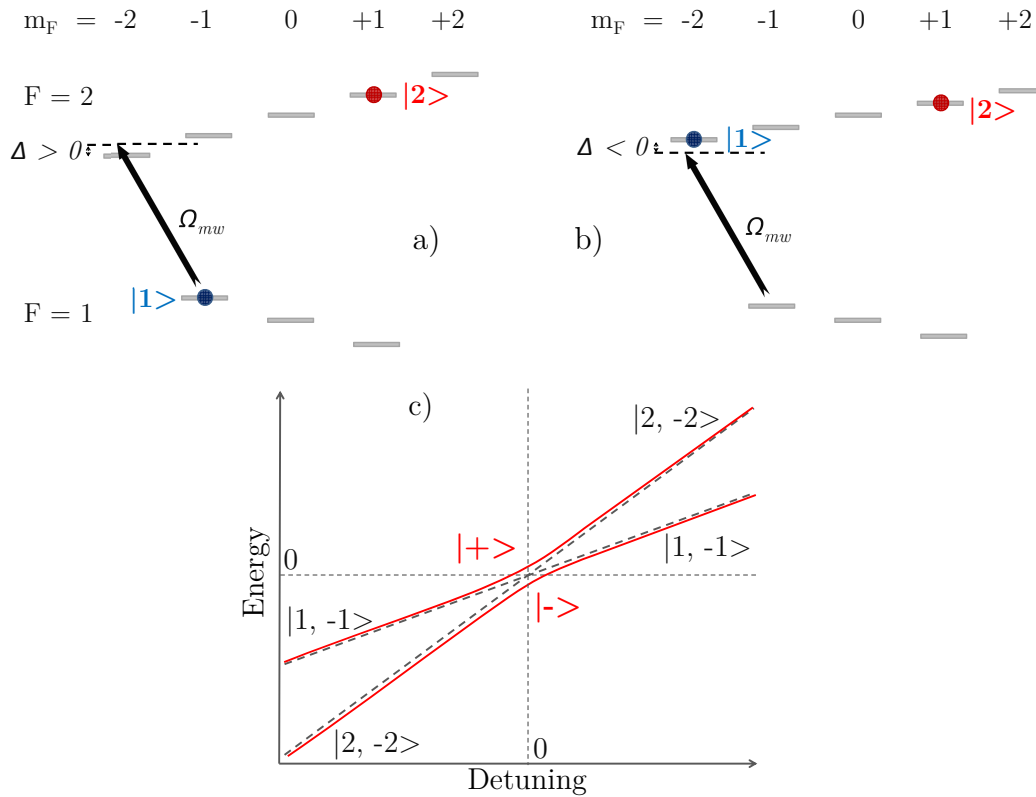 m_F = -2 -1 0 +1 +2
F = 2
|2>
Δ > 0
Ω_mw
a)
|1>
F = 1
m_F = -2 -1 0 +1 +2
|2>
|1>
Δ < 0
Ω_mw
b)
c)
|2, -2>
|+>
|1, -1>
0
Energy
|->
|1, -1>
|2, -2>
0
Detuning